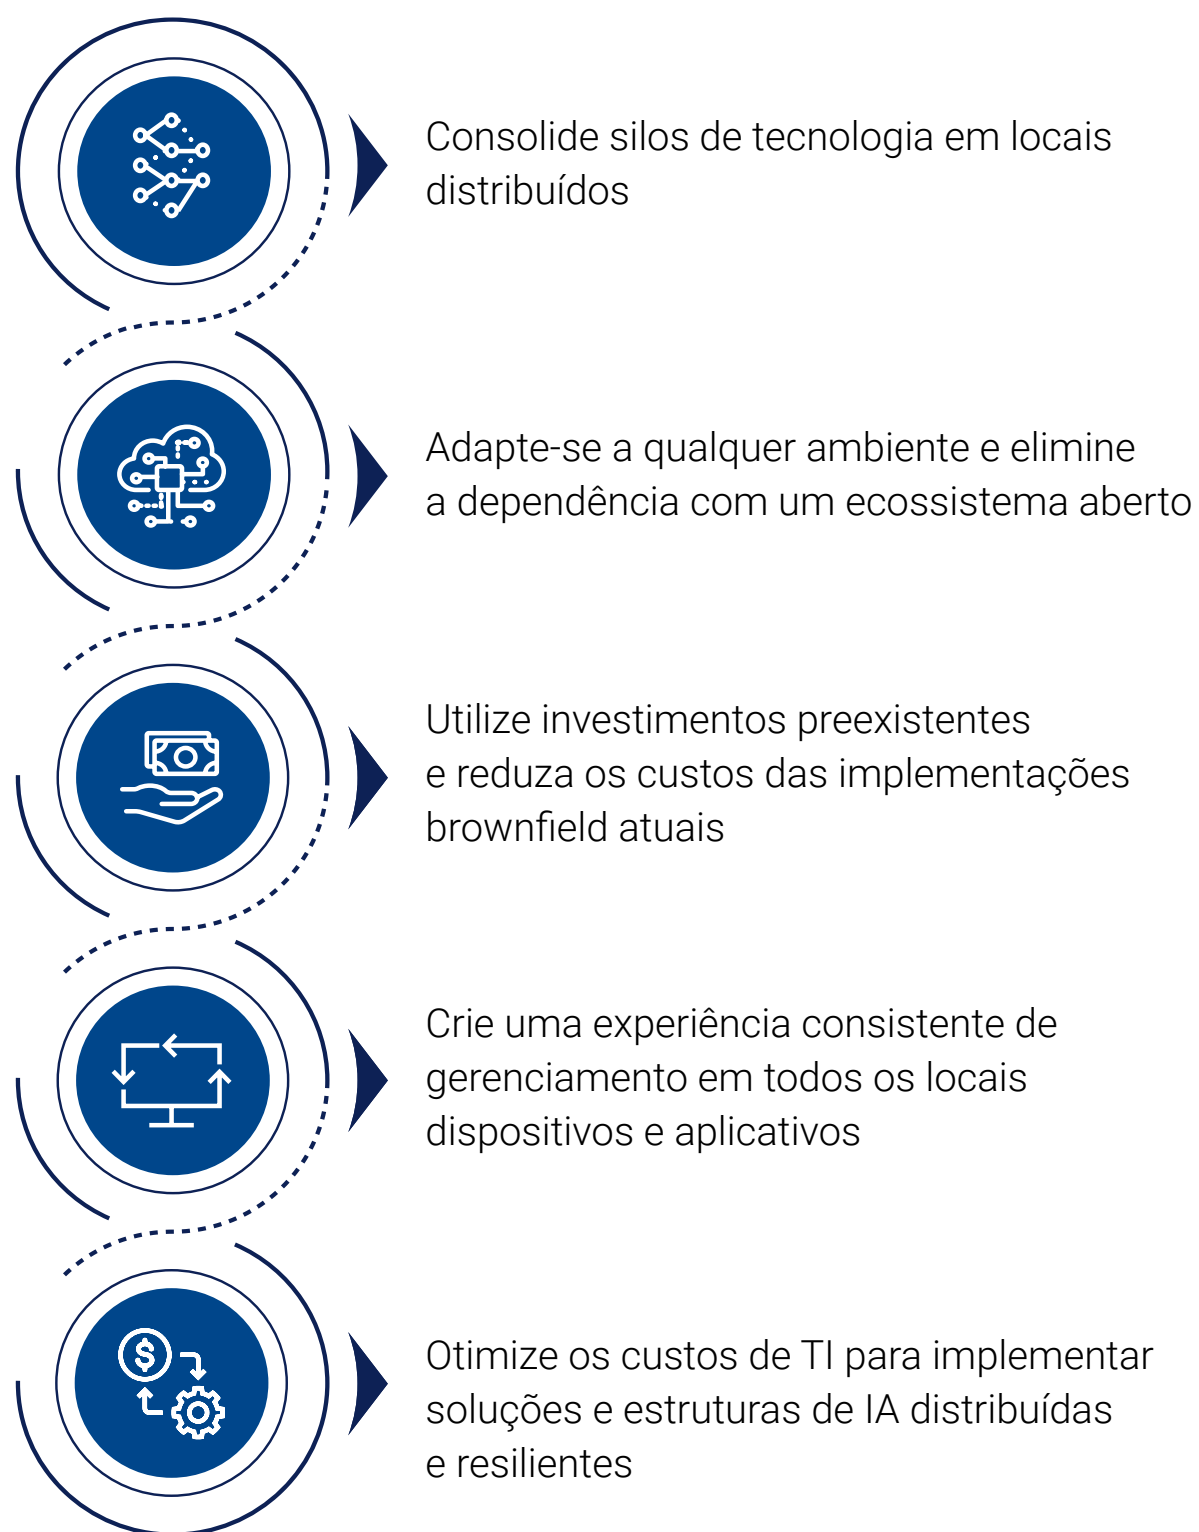 Consolide silos de tecnologia em locais
distribuídos
Adapte-se a qualquer ambiente e elimine
a dependência com um ecossistema aberto
Utilize investimentos preexistentes
e reduza os custos das implementações
brownfield atuais
Crie uma experiência consistente de
gerenciamento em todos os locais
dispositivos e aplicativos
$
Otimize os custos de TI para implementar
soluções e estruturas de IA distribuídas
e resilientes